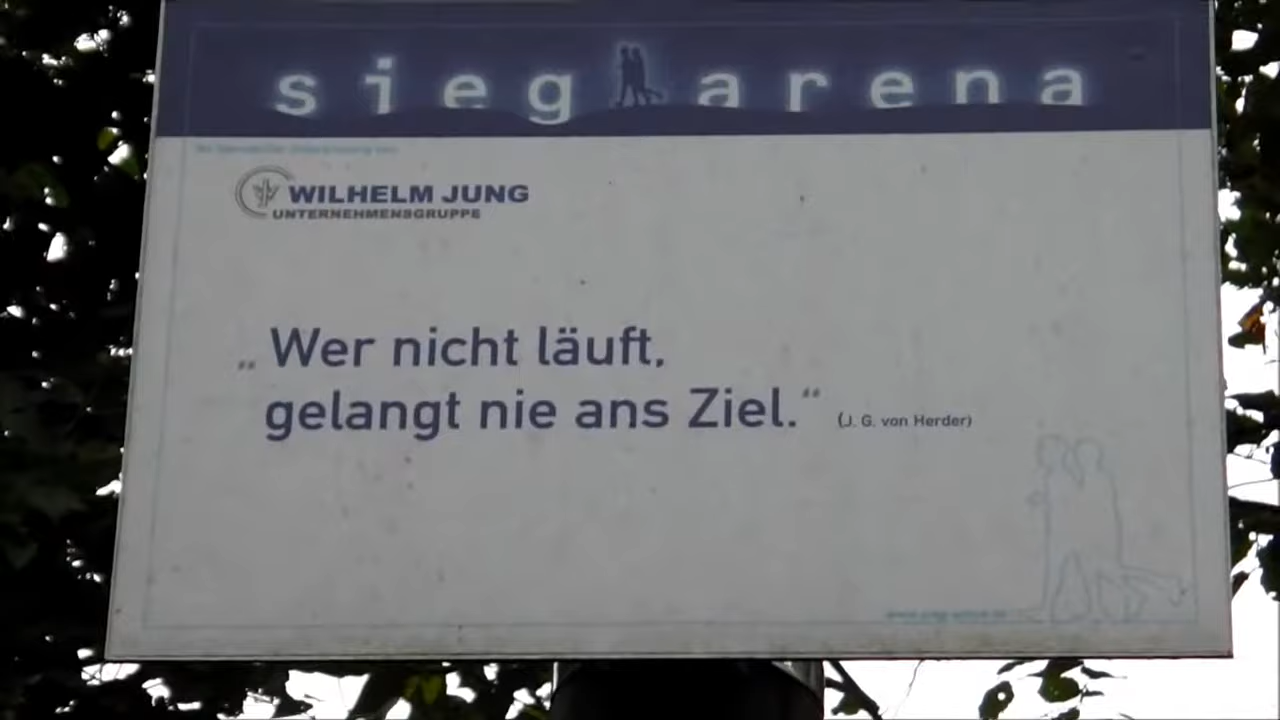 sieg arena
WILHELM JUNG
UNTERNEHMENSGRUPPE
„Wer nicht läuft,
gelangt nie ans Ziel.“ (J. G. von Herder)